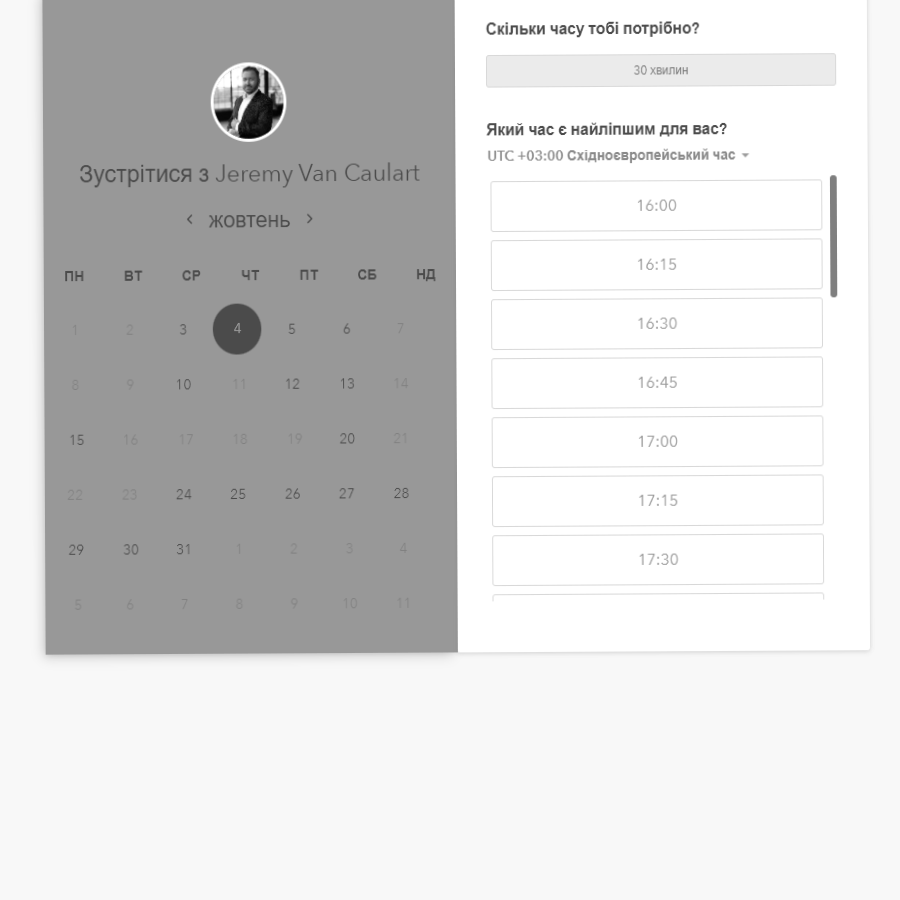 Зустрітися з Jeremy Van Caulart
жовтень
ПН ВТ СР ЧТ ПТ СБ НД
1 2 3 4 5 6 7
8 9 10 11 12 13 14
15 16 17 18 19 20 21
22 23 24 25 26 27 28
29 30 31 1 2 3 4
5 6 7 8 9 10 11
Скільки часу тобі потрібно?
30 хвилин
Який час є найліпшим для вас?
UTC +03:00 Східноєвропейський час
16:00
16:15
16:30
16:45
17:00
17:15
17:30